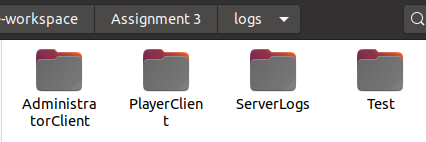 e-workspace Assignment 3 logs
Administra PlayerClien ServerLogs Test
torClient t